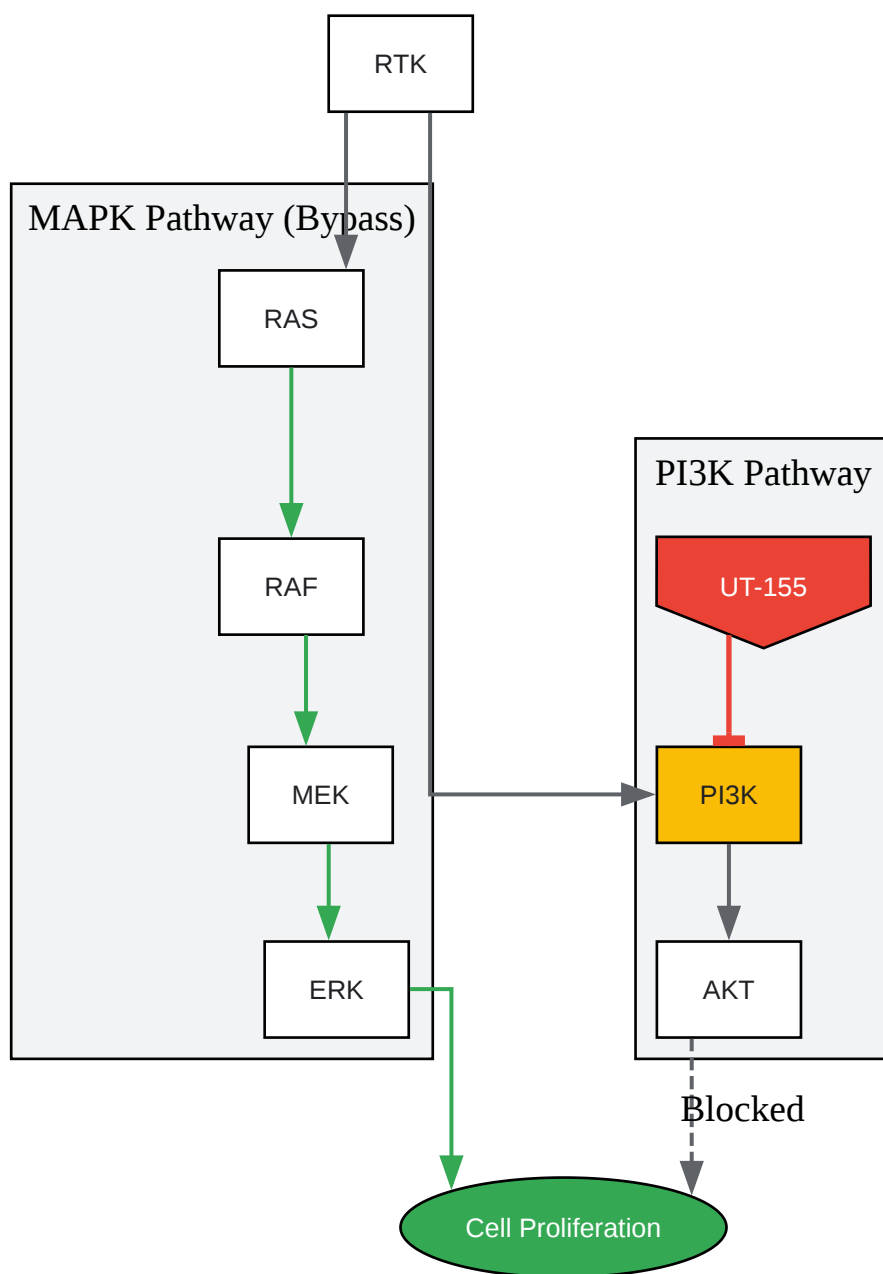 RTK
MAPK Pathway (Bypass)
RAS
RAF
MEK
ERK
PI3K Pathway
UT-155
PI3K
AKT
Blocked
Cell Proliferation